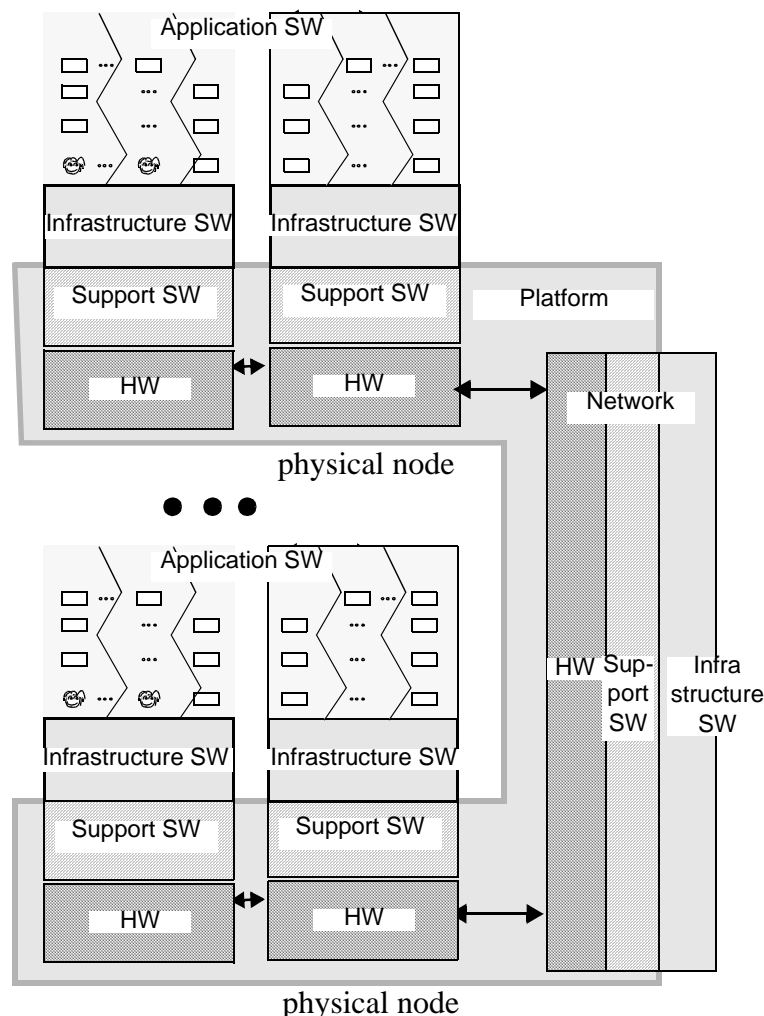 Application SW
Infrastructure SW
Infrastructure SW
Support SW
Support SW
Platform
HW
HW
Network
physical node
Application SW
HW
Sup-
port
SW
Infra
structure
SW
Infrastructure SW
Infrastructure SW
Support SW
Support SW
HW
HW
physical node